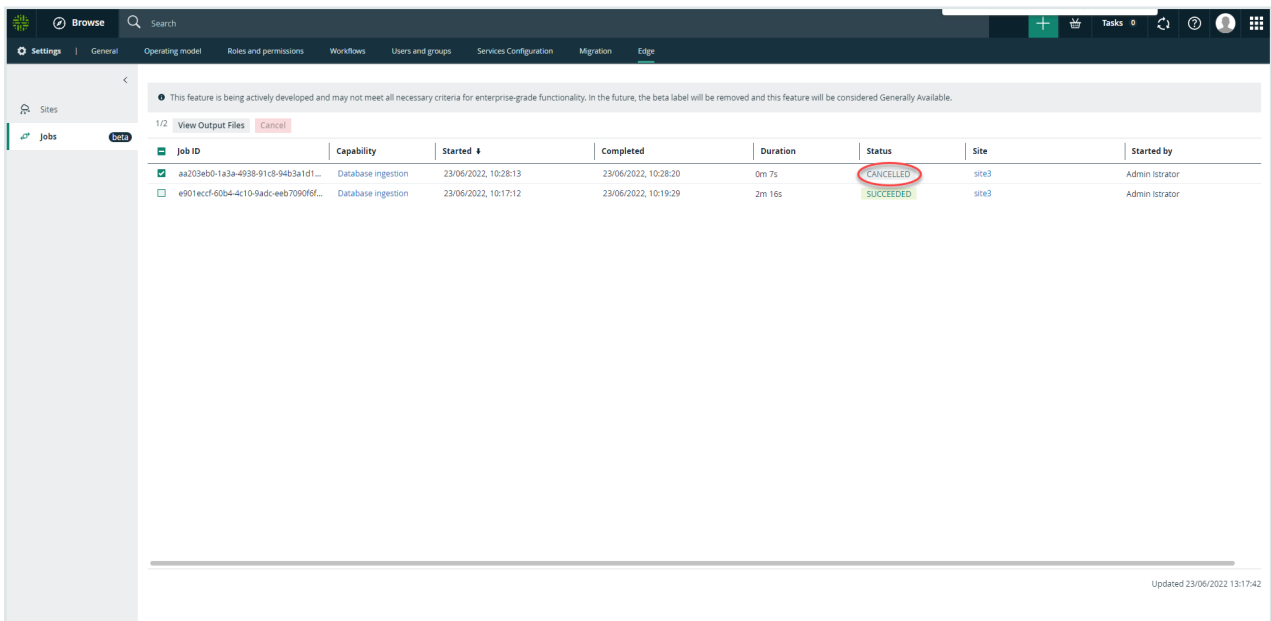 Browse Search Tasks 0
Settings | General Operating model Roles and permissions Workflows Users and groups Services Configuration Migration Edge
This feature is being actively developed and may not meet all necessary criteria for enterprise-grade functionality. In the future, the beta label will be removed and this feature will be considered Generally Available.
Sites
Jobs beta
1/2 View Output Files Cancel
Job ID Capability Started Completed Duration Status Site Started by
aa203eb0-1a3a-4938-91c8-94b3a1d1... Database ingestion 23/06/2022, 10:28:13 23/06/2022, 10:28:20 0m 7s CANCELLED site3 Admin Istrator
e901eccf-60b4-4c10-9adc-eeb7090f6f... Database ingestion 23/06/2022, 10:17:12 23/06/2022, 10:19:29 2m 16s SUCCEEDED site3 Admin Istrator
Updated 23/06/2022 13:17:42